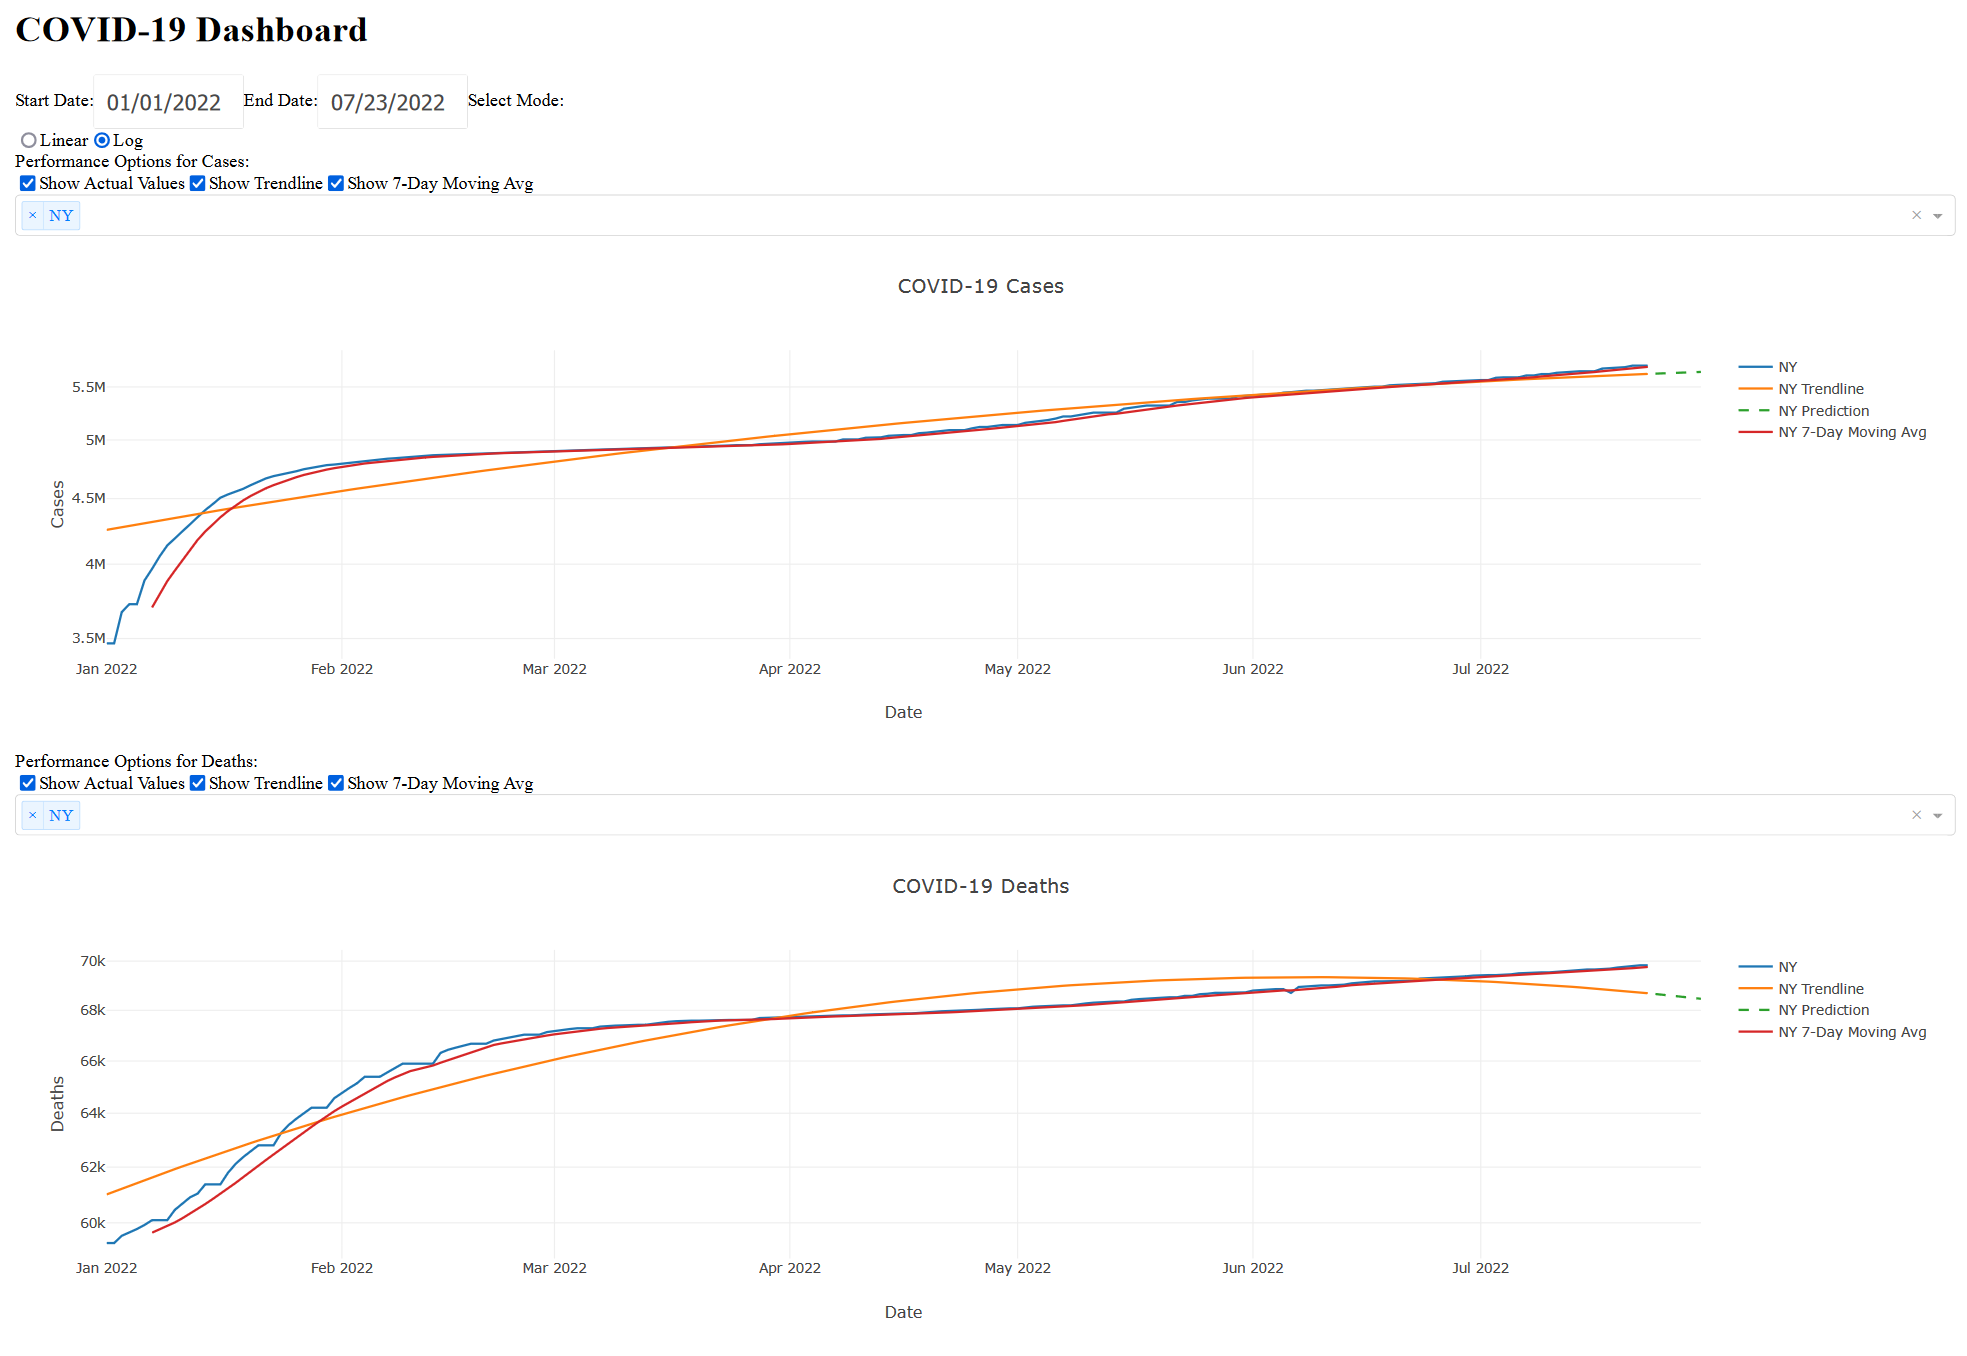 COVID-19 Dashboard
Start Date: 01/01/2022 End Date: 07/23/2022 Select Mode:
Linear Log
Performance Options for Cases:
Show Actual Values Show Trendline Show 7-Day Moving Avg
× NY ×
COVID-19 Cases
NY
NY Trendline
NY Prediction
NY 7-Day Moving Avg
Cases
5.5M
5M
4.5M
4M
3.5M
Jan 2022 Feb 2022 Mar 2022 Apr 2022 May 2022 Jun 2022 Jul 2022
Date
Performance Options for Deaths:
Show Actual Values Show Trendline Show 7-Day Moving Avg
× NY ×
COVID-19 Deaths
NY
NY Trendline
NY Prediction
NY 7-Day Moving Avg
Deaths
70k
68k
66k
64k
62k
60k
Jan 2022 Feb 2022 Mar 2022 Apr 2022 May 2022 Jun 2022 Jul 2022
Date